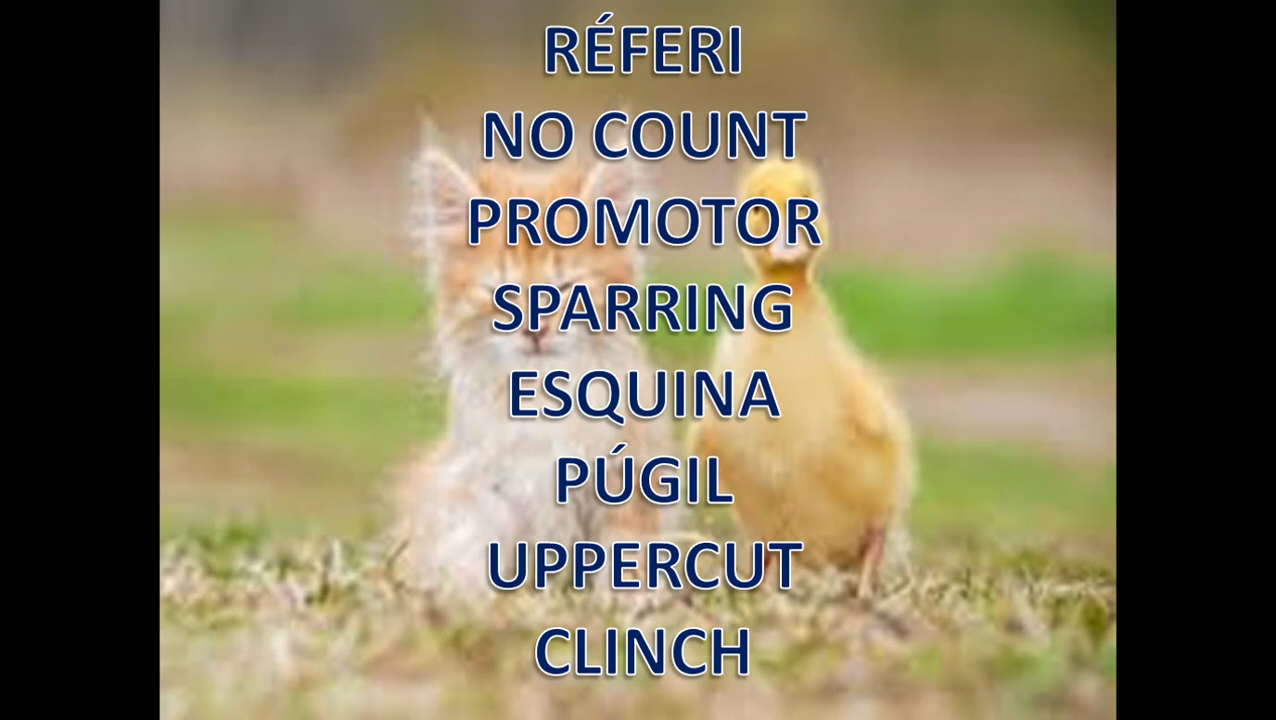 RÉFERI
NO COUNT
PROMOTOR
SPARRING
ESQUINA
PÚGIL
UPPERCUT
CLINCH